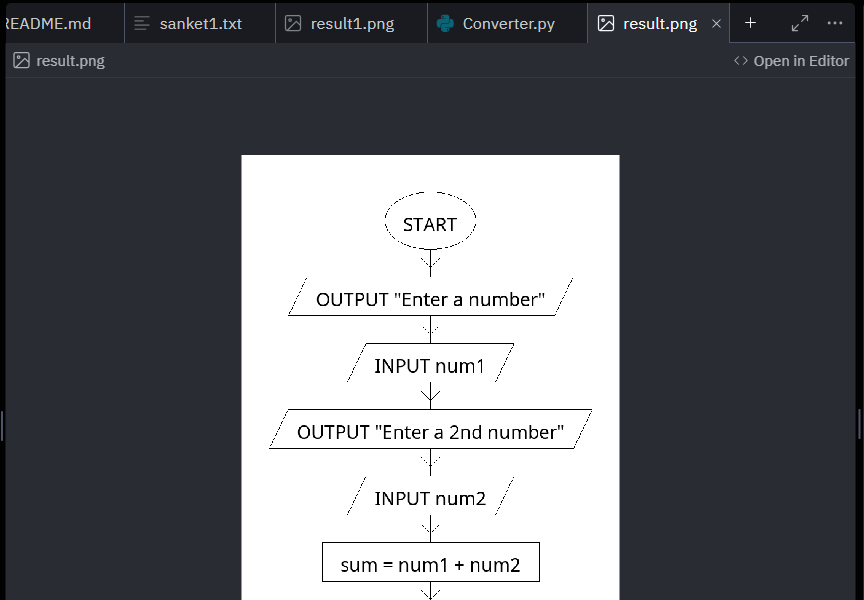 README.md
sanket1.txt
result1.png
Converter.py
result.png
result.png
Open in Editor
START
OUTPUT "Enter a number"
INPUT num1
OUTPUT "Enter a 2nd number"
INPUT num2
sum = num1 + num2